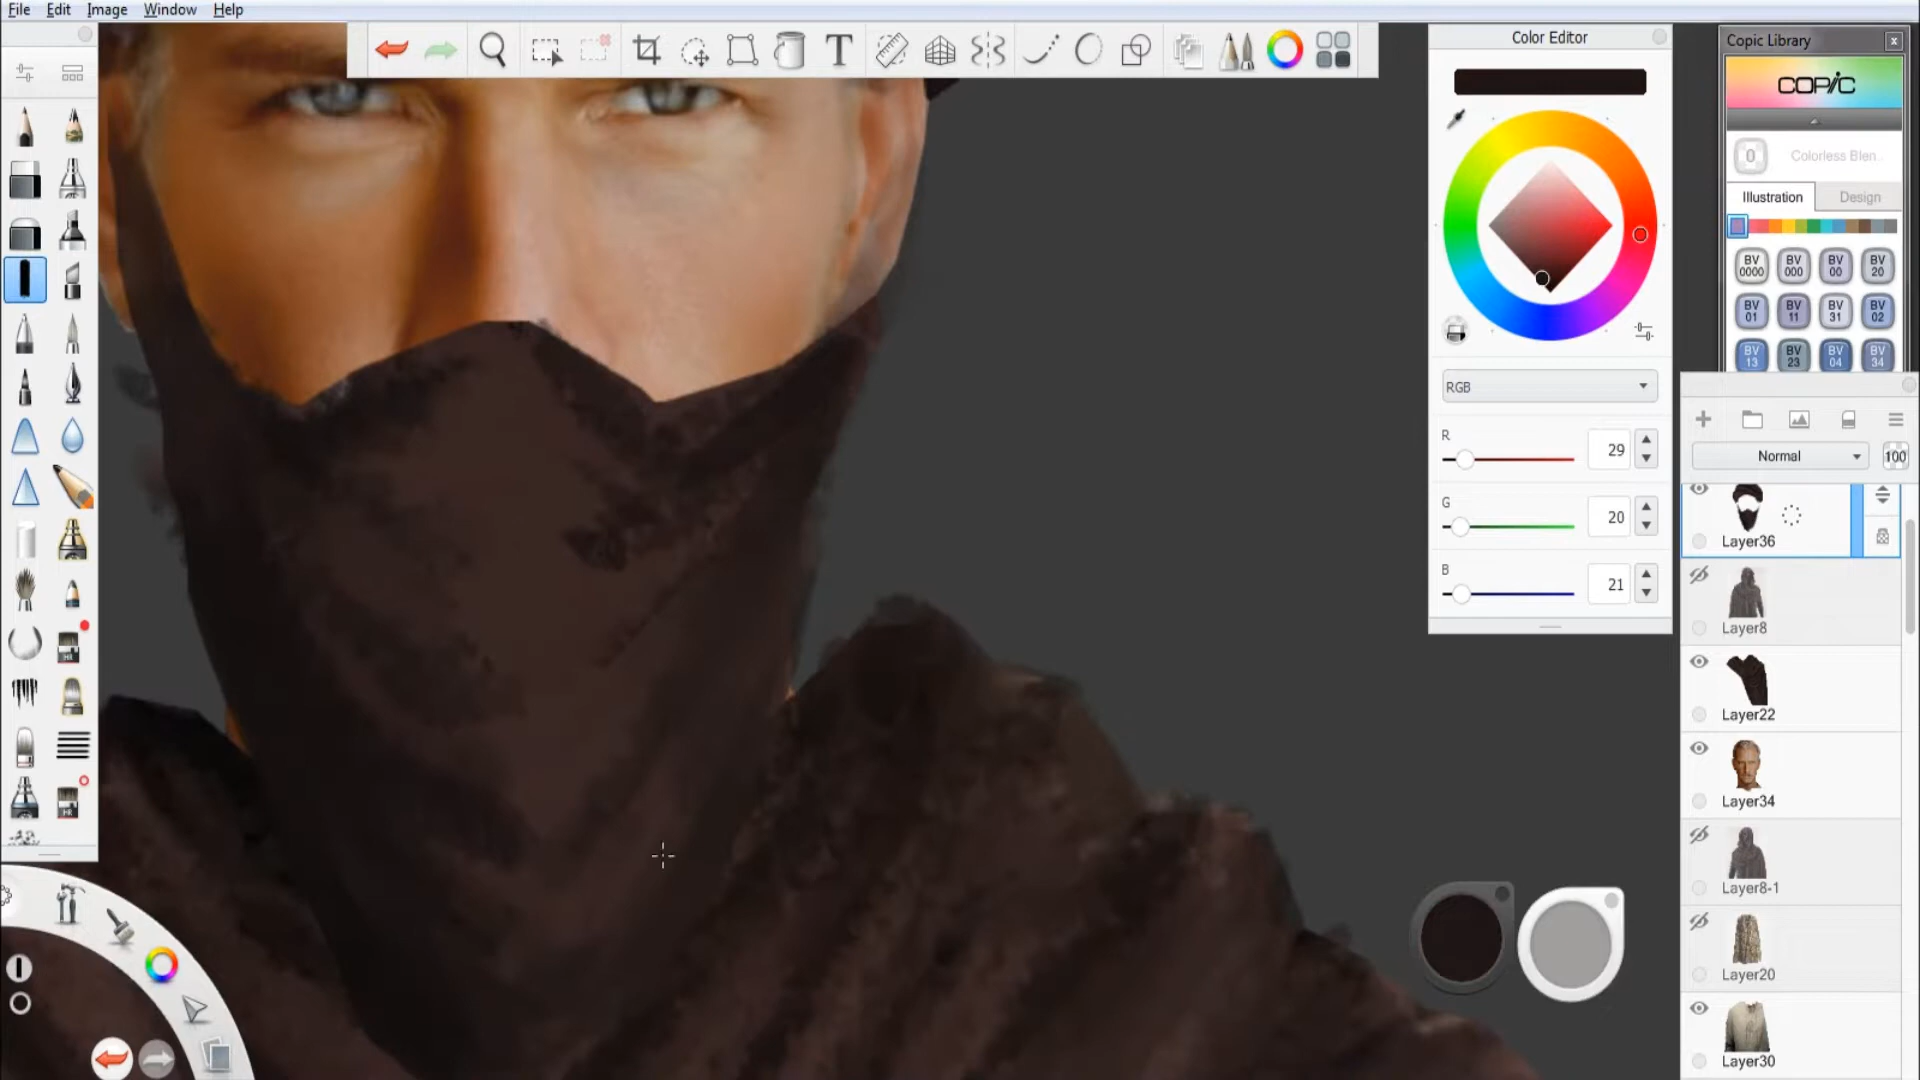 File Edit Image Window Help
T
Color Editor
RGB
R 29
G 20
B 21
Copic Library x
COPIC
0 Colorless Blen..
Illustration Design
BV 0000 BV 000 BV 00 BV 20
BV 01 BV 11 BV 31 BV 02
BV 13 BV 23 BV 04 BV 34
Normal 100
Layer36
Layer8
Layer22
Layer34
Layer8-1
Layer20
Layer30
HR
HR